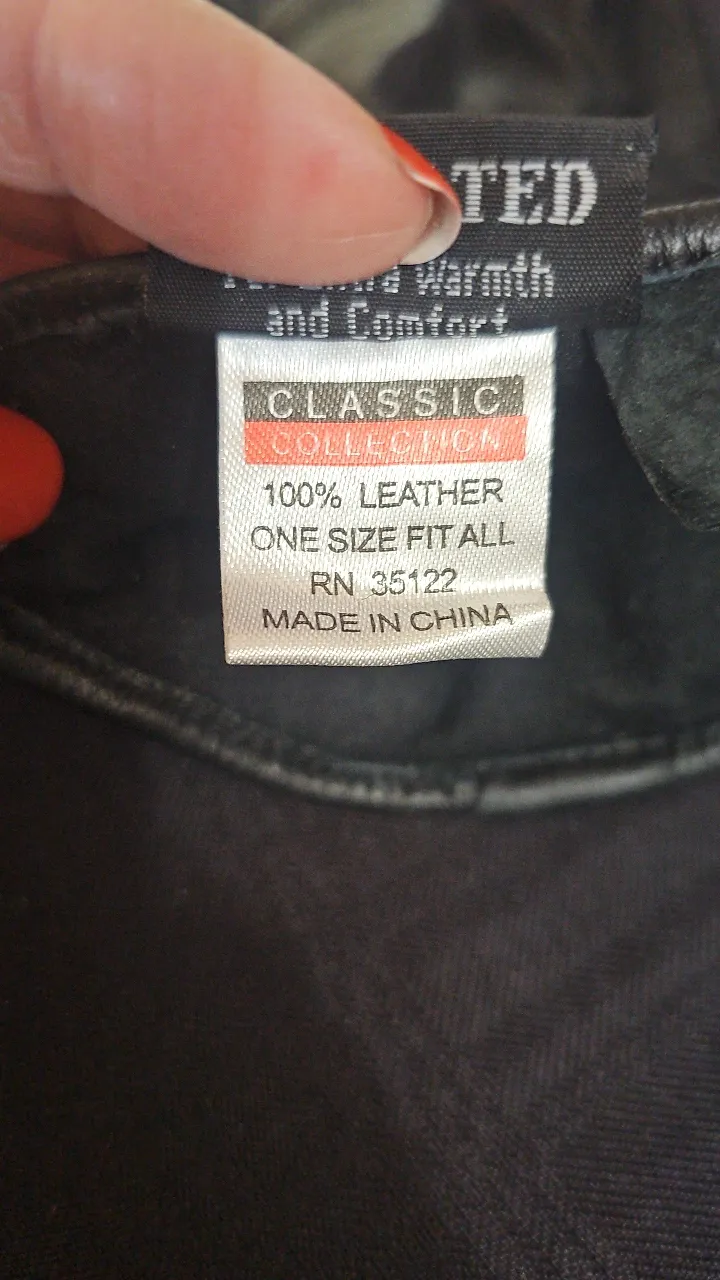 TED
Warmth
and Comfort
CLASSIC
COLLECTION
100% LEATHER
ONE SIZE FIT ALL
RN 35122
MADE IN CHINA